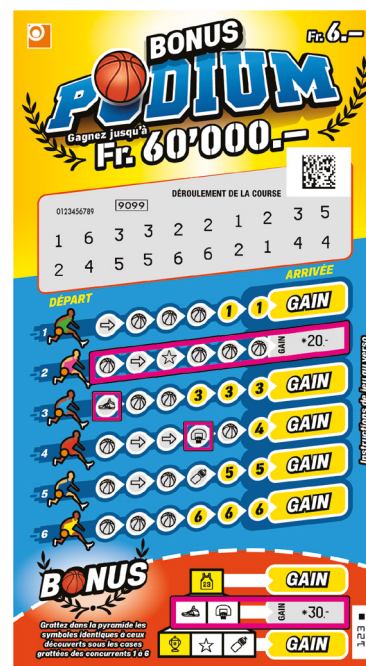 Fr. 6.–
BONUS
PODIUM
Gagnez jusqu'à
Fr. 60'000.–
DÉROULEMENT DE LA COURSE
0123456789 9099
1 6 3 3 2 2 1 2 3 5
2 4 5 5 6 6 2 1 4 4
DÉPART
ARRIVÉE
1 1 1 GAIN
2 GAIN *20.-
3 3 3 3 GAIN
4 4 GAIN
5 5 5 GAIN
6 6 6 6 GAIN
Instructions de jeu au verso
BONUS
Grattez dans la pyramide les
symboles identiques à ceux
découverts sous les cases
grattées des concurrents 1 à 6
23 GAIN
GAIN *30.-
GAIN
123